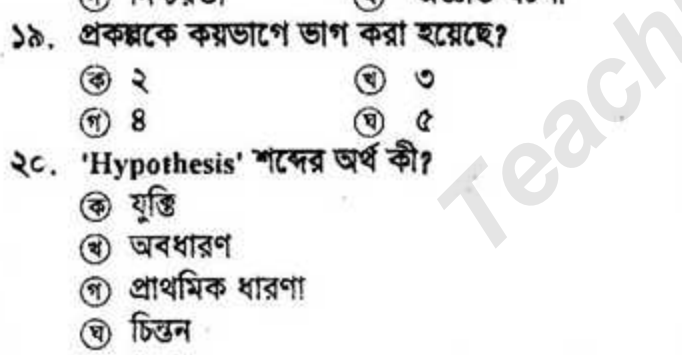 ১৯. প্রকল্পকে কয়ভাগে ভাগ করা হয়েছে?
ক ২ খ ৩
গ ৪ ঘ ৫
২০. 'Hypothesis' শব্দের অর্থ কী?
ক যুক্তি
খ অবধারণ
গ প্রাথমিক ধারণা
ঘ চিন্তন
Teach